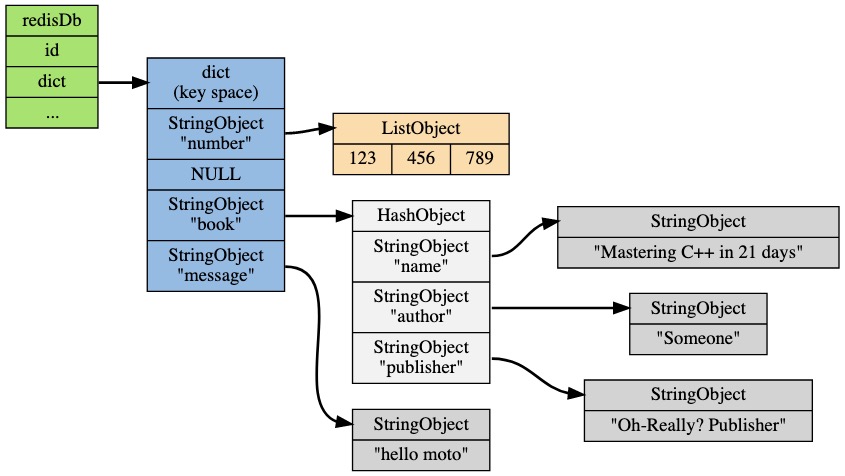 redisDb
id
dict
...
dict
(key space)
StringObject
"number"
NULL
StringObject
"book"
StringObject
"message"
ListObject
123 456 789
HashObject
StringObject
"name"
StringObject
"author"
StringObject
"publisher"
StringObject
"Mastering C++ in 21 days"
StringObject
"Someone"
StringObject
"Oh-Really? Publisher"
StringObject
"hello moto"